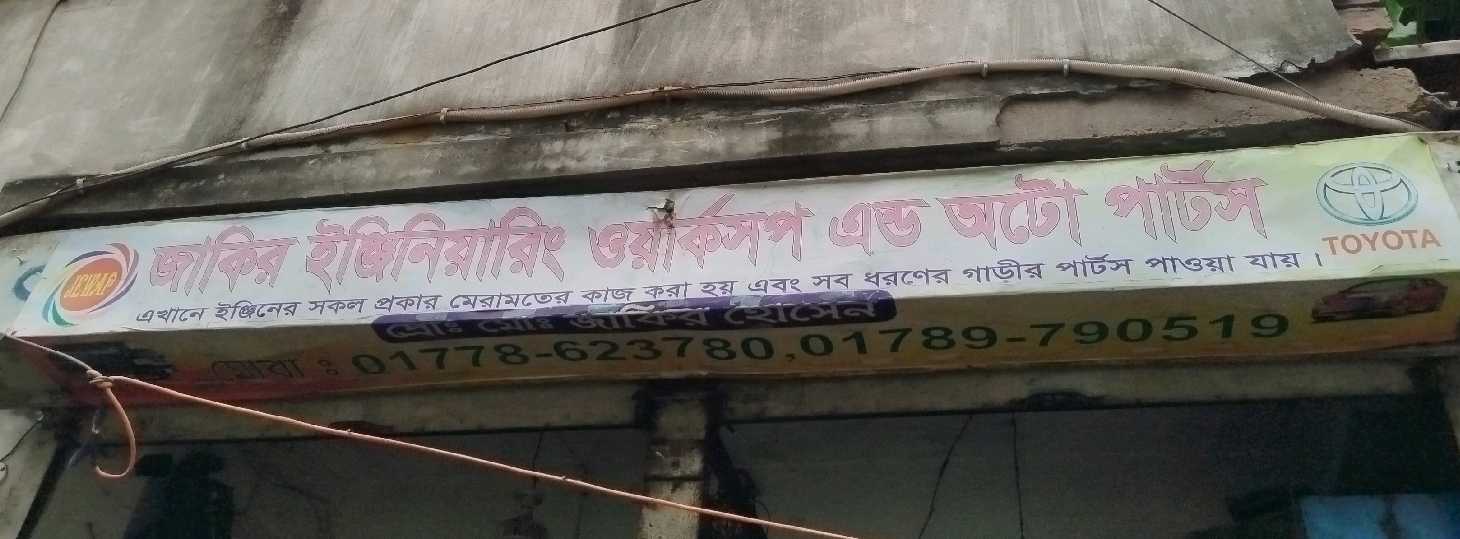 জাকির ইঞ্জিনিয়ারিং ওয়ার্কসপ এন্ড অটো পার্টস
TOYOTA
এখানে ইঞ্জিনের সকল প্রকার মেরামতের কাজ করা হয় এবং সব ধরণের গাড়ীর পার্টস পাওয়া যায় ।
প্রোঃ মোঃ জাকির হোসেন
মোবা : 01778-623780,01789-790519